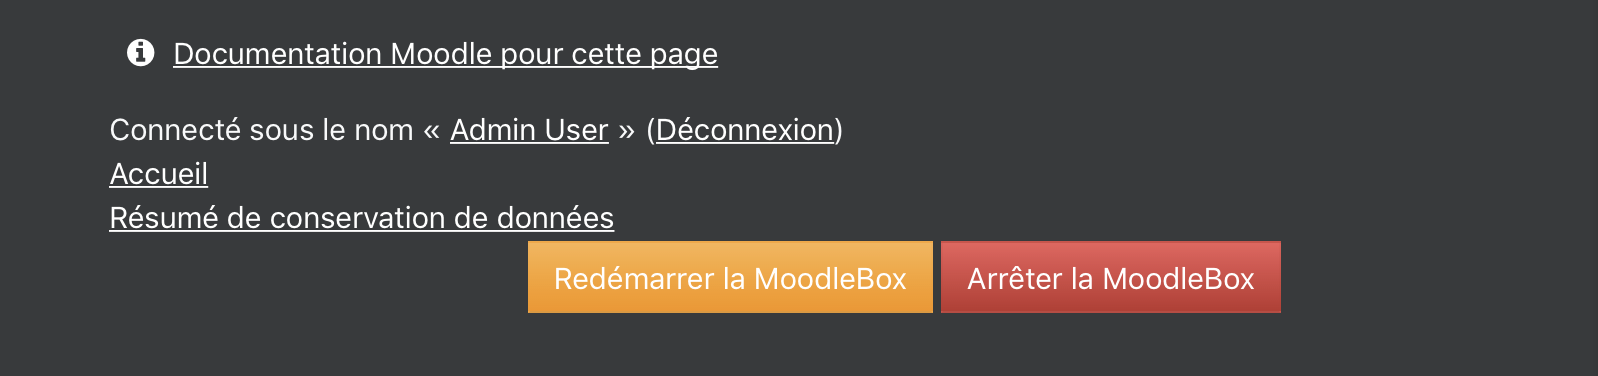 Documentation Moodle pour cette page
Connecté sous le nom « Admin User » (Déconnexion)
Accueil
Résumé de conservation de données
Redémarrer la MoodleBox
Arrêter la MoodleBox